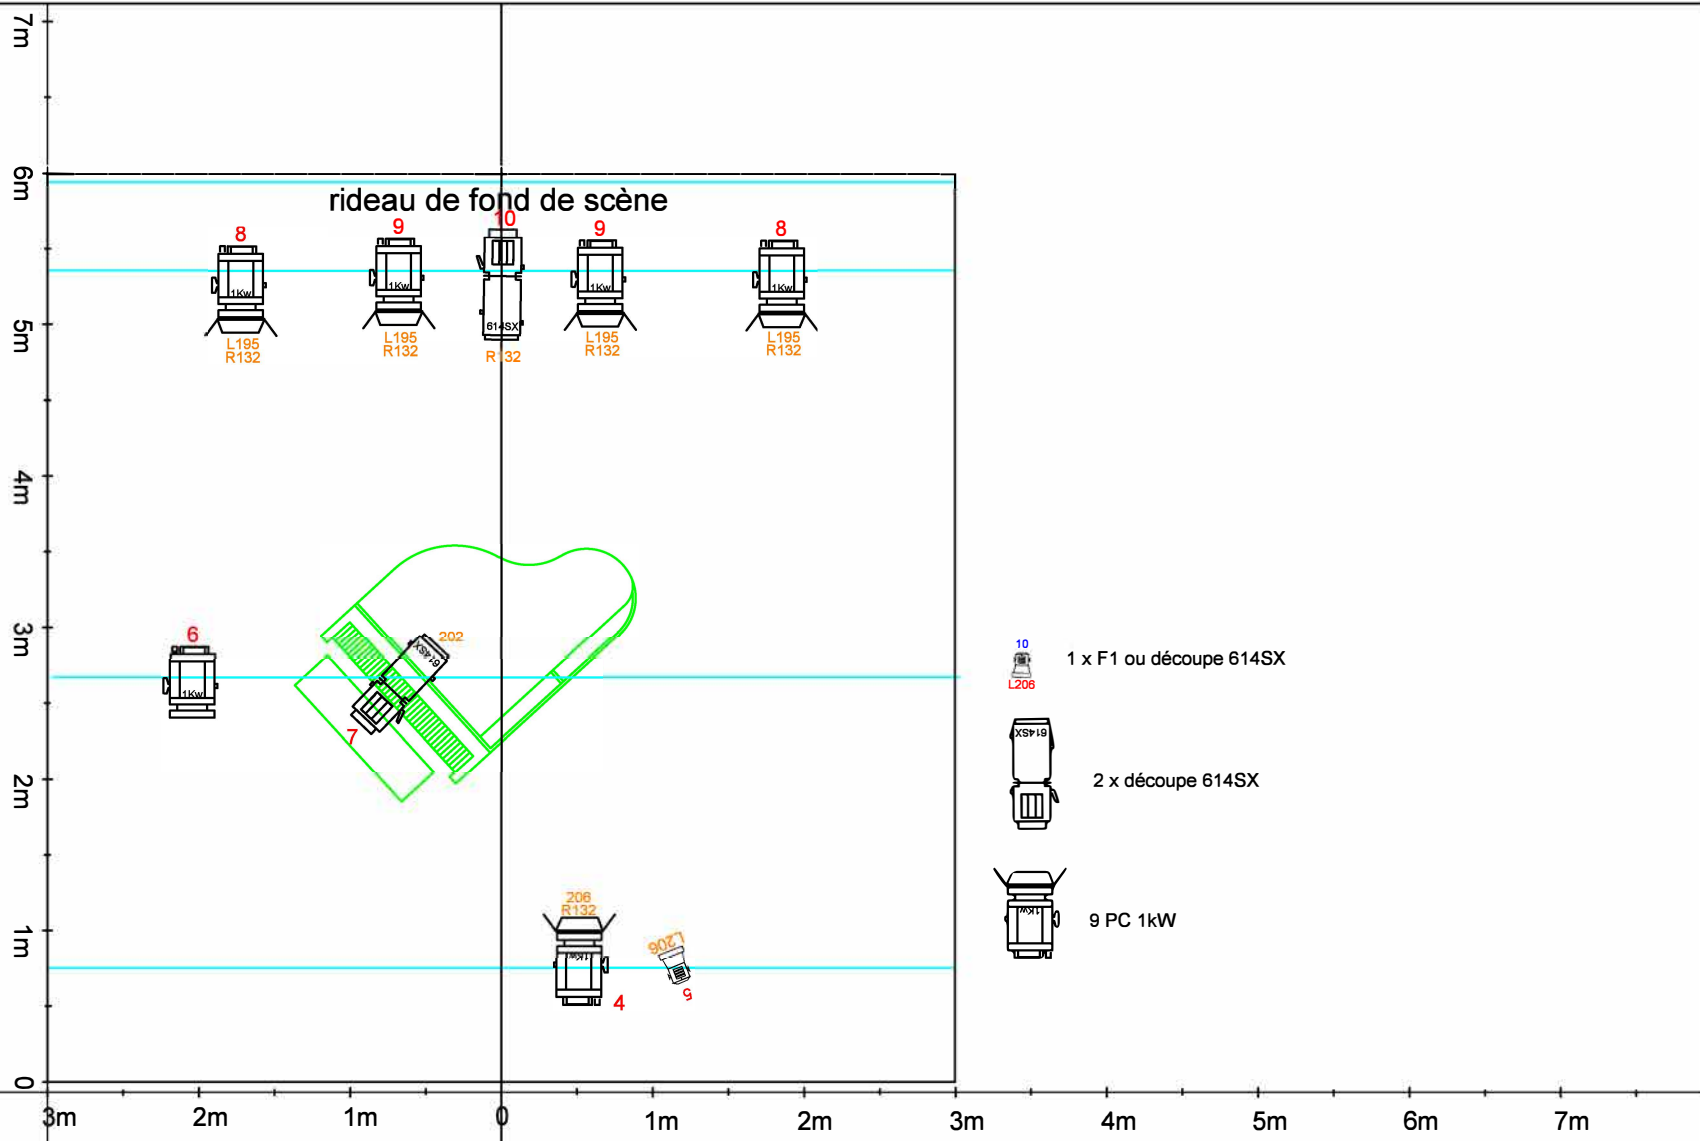 7m
6m
rideau de fond de scène
8
9
10
9
8
1Kw
1Kw
1Kw
1Kw
614SX
5m
L195
R132
L195
R132
R132
L195
R132
L195
R132
4m
3m
6
1Kw
202
614SX
7
10
L206
1 x F1 ou découpe 614SX
614SX
2 x découpe 614SX
2m
1Kw
9 PC 1kW
206
R132
1Kw
4
L206
5
1m
0
3m
2m
1m
0
1m
2m
3m
4m
5m
6m
7m